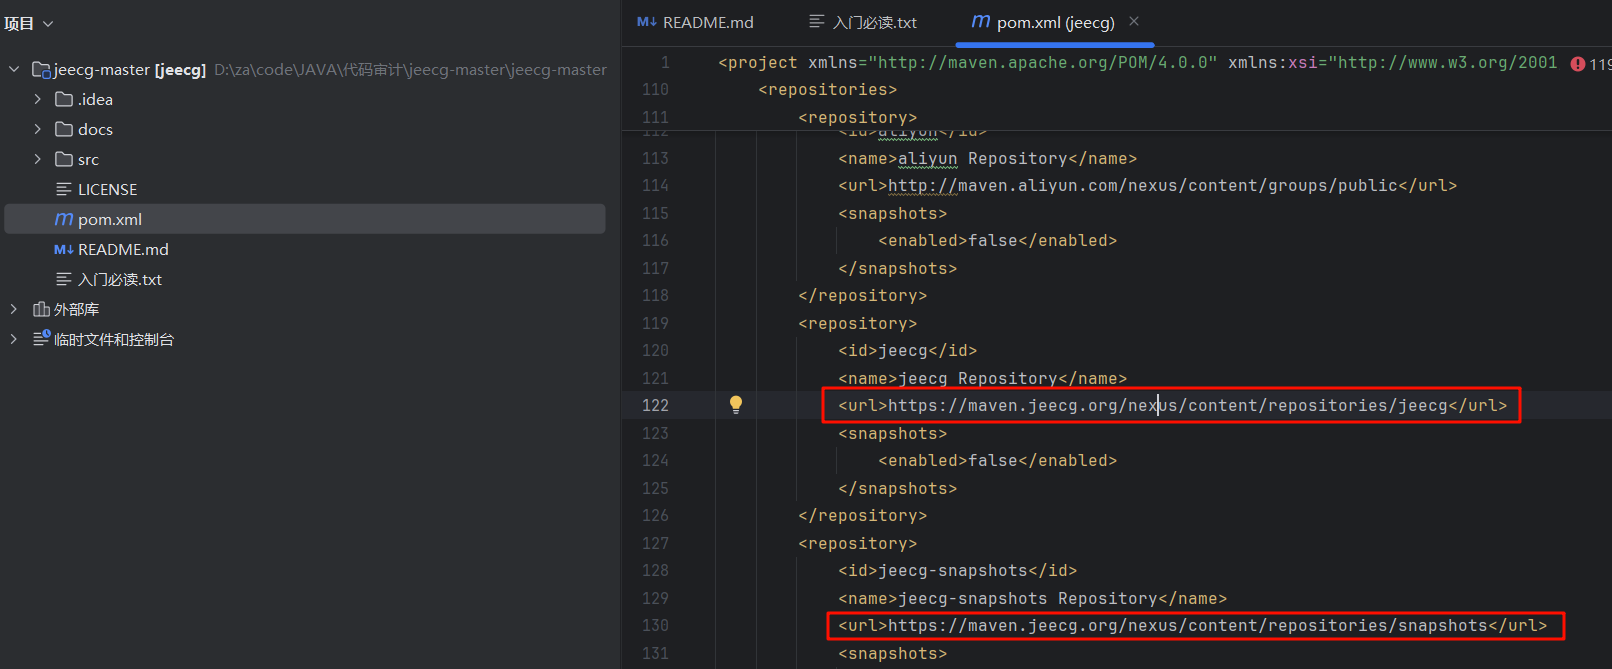 项目
jeecg-master [jeecg] D:\za\code\JAVA\代码审计\jeecg-master\jeecg-master
.idea
docs
src
LICENSE
pom.xml
M↓ README.md
入门必读.txt
外部库
临时文件和控制台
M↓ README.md
入门必读.txt
m pom.xml (jeecg)
1 <project xmlns="http://maven.apache.org/POM/4.0.0" xmlns:xsi="http://www.w3.org/2001 119
110 <repositories>
111 <repository>
112 <id>aliyun</id>
113 <name>aliyun Repository</name>
114 <url>http://maven.aliyun.com/nexus/content/groups/public</url>
115 <snapshots>
116 <enabled>false</enabled>
117 </snapshots>
118 </repository>
119 <repository>
120 <id>jeecg</id>
121 <name>jeecg Repository</name>
122 <url>https://maven.jeecg.org/nexus/content/repositories/jeecg</url>
123 <snapshots>
124 <enabled>false</enabled>
125 </snapshots>
126 </repository>
127 <repository>
128 <id>jeecg-snapshots</id>
129 <name>jeecg-snapshots Repository</name>
130 <url>https://maven.jeecg.org/nexus/content/repositories/snapshots</url>
131 <snapshots>